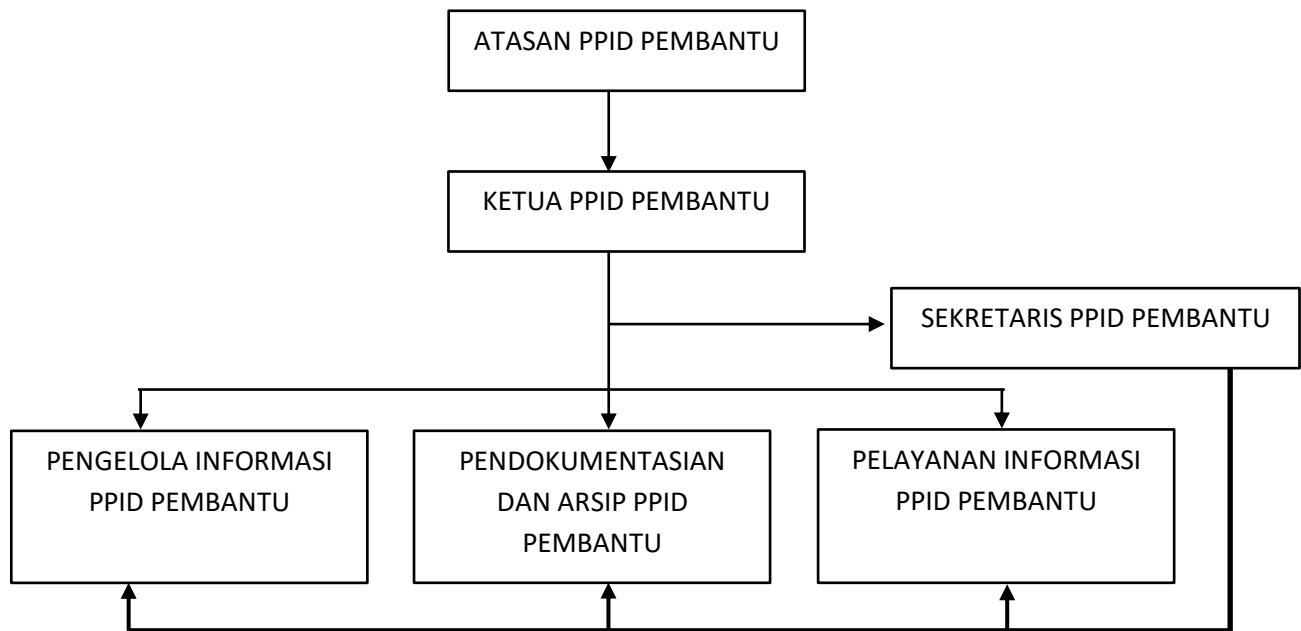 ATASAN PPID PEMBANTU
KETUA PPID PEMBANTU
SEKRETARIS PPID PEMBANTU
PENGELOLA INFORMASI
PPID PEMBANTU
PENDOKUMENTASIAN
DAN ARSIP PPID
PEMBANTU
PELAYANAN INFORMASI
PPID PEMBANTU